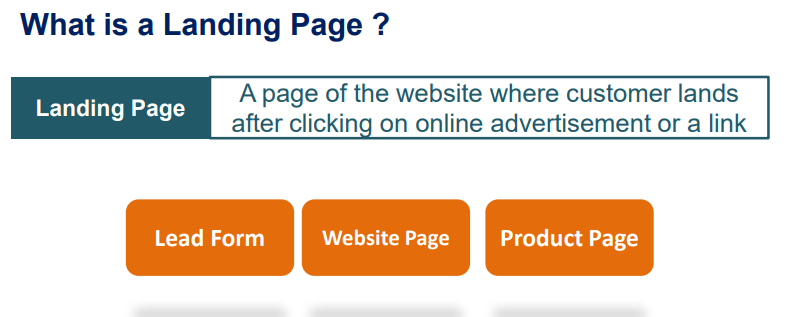 What is a Landing Page ?
Landing Page
A page of the website where customer lands
after clicking on online advertisement or a link
Lead Form
Website Page
Product Page